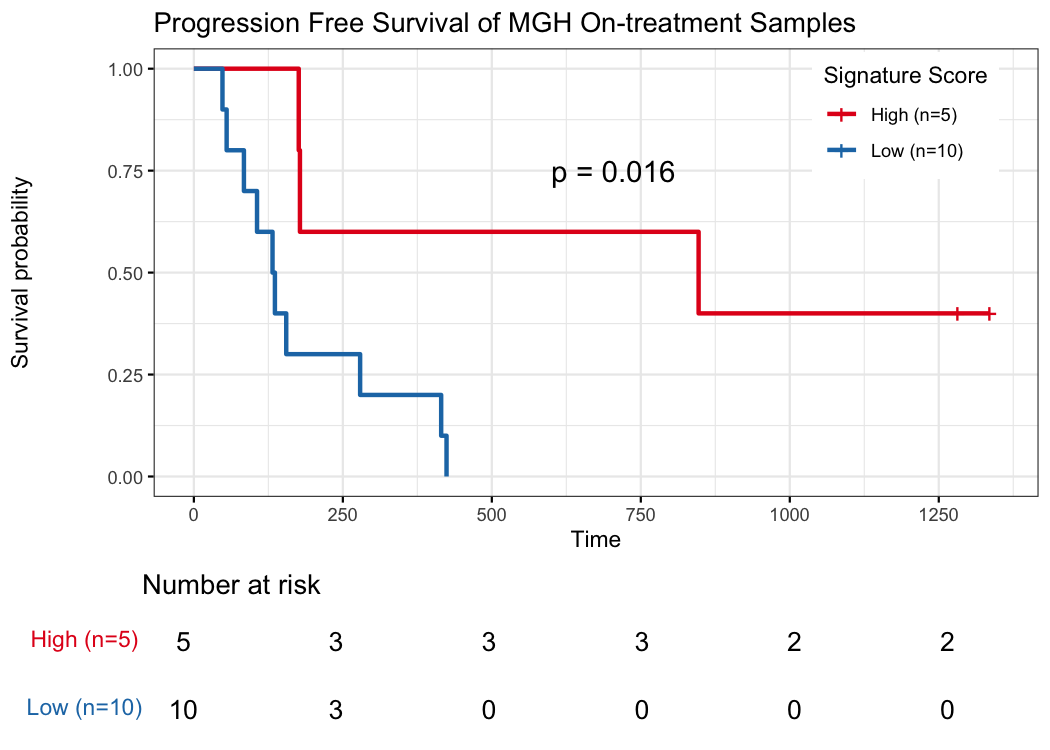 Progression Free Survival of MGH On-treatment Samples
Survival probability
1.00
0.75
0.50
0.25
0.00
p = 0.016
Signature Score
High (n=5)
Low (n=10)
0 250 500 750 1000 1250
Time
Number at risk
High (n=5) 5 3 3 3 2 2
Low (n=10) 10 3 0 0 0 0